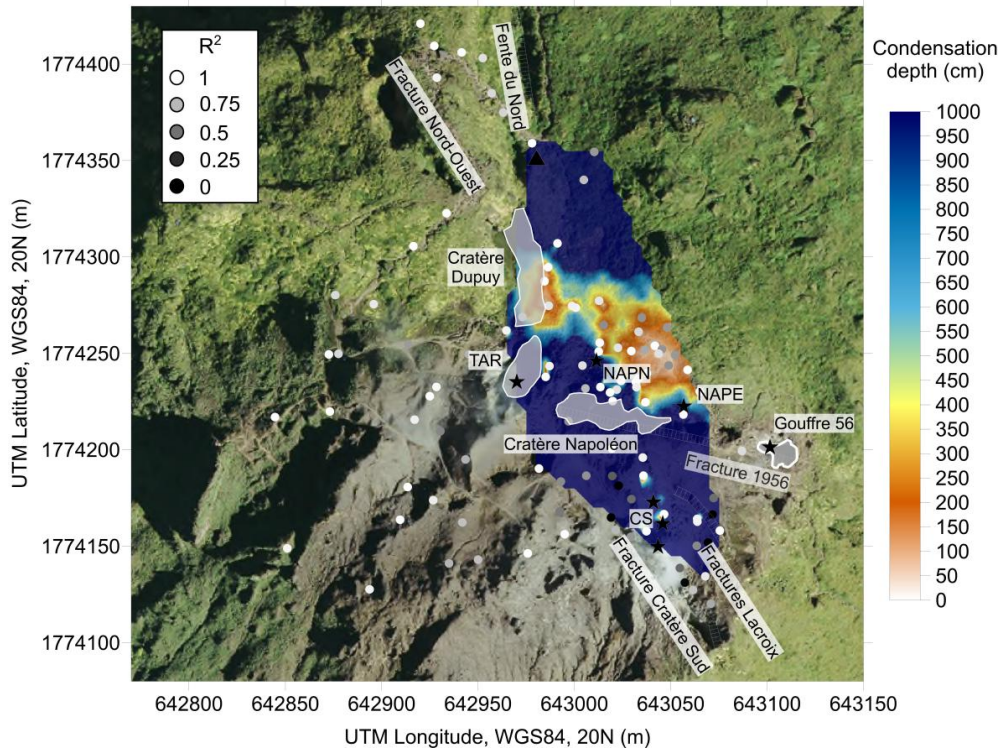 R2
1
0.75
0.5
0.25
0
Fracture Nord-Ouest
Fente du Nord
Cratère
Dupuy
TAR
NAPN
NAPE
Gouffre 56
Cratère Napoléon
Fracture 1956
CS
Fracture Cratère Sud
Fractures Lacroix
Condensation
depth (cm)
1000
950
900
850
800
750
700
650
600
550
500
450
400
350
300
250
200
150
100
50
0
UTM Latitude, WGS84, 20N (m)
1774400
1774350
1774300
1774250
1774200
1774150
1774100
642800
642850
642900
642950
643000
643050
643100
643150
UTM Longitude, WGS84, 20N (m)